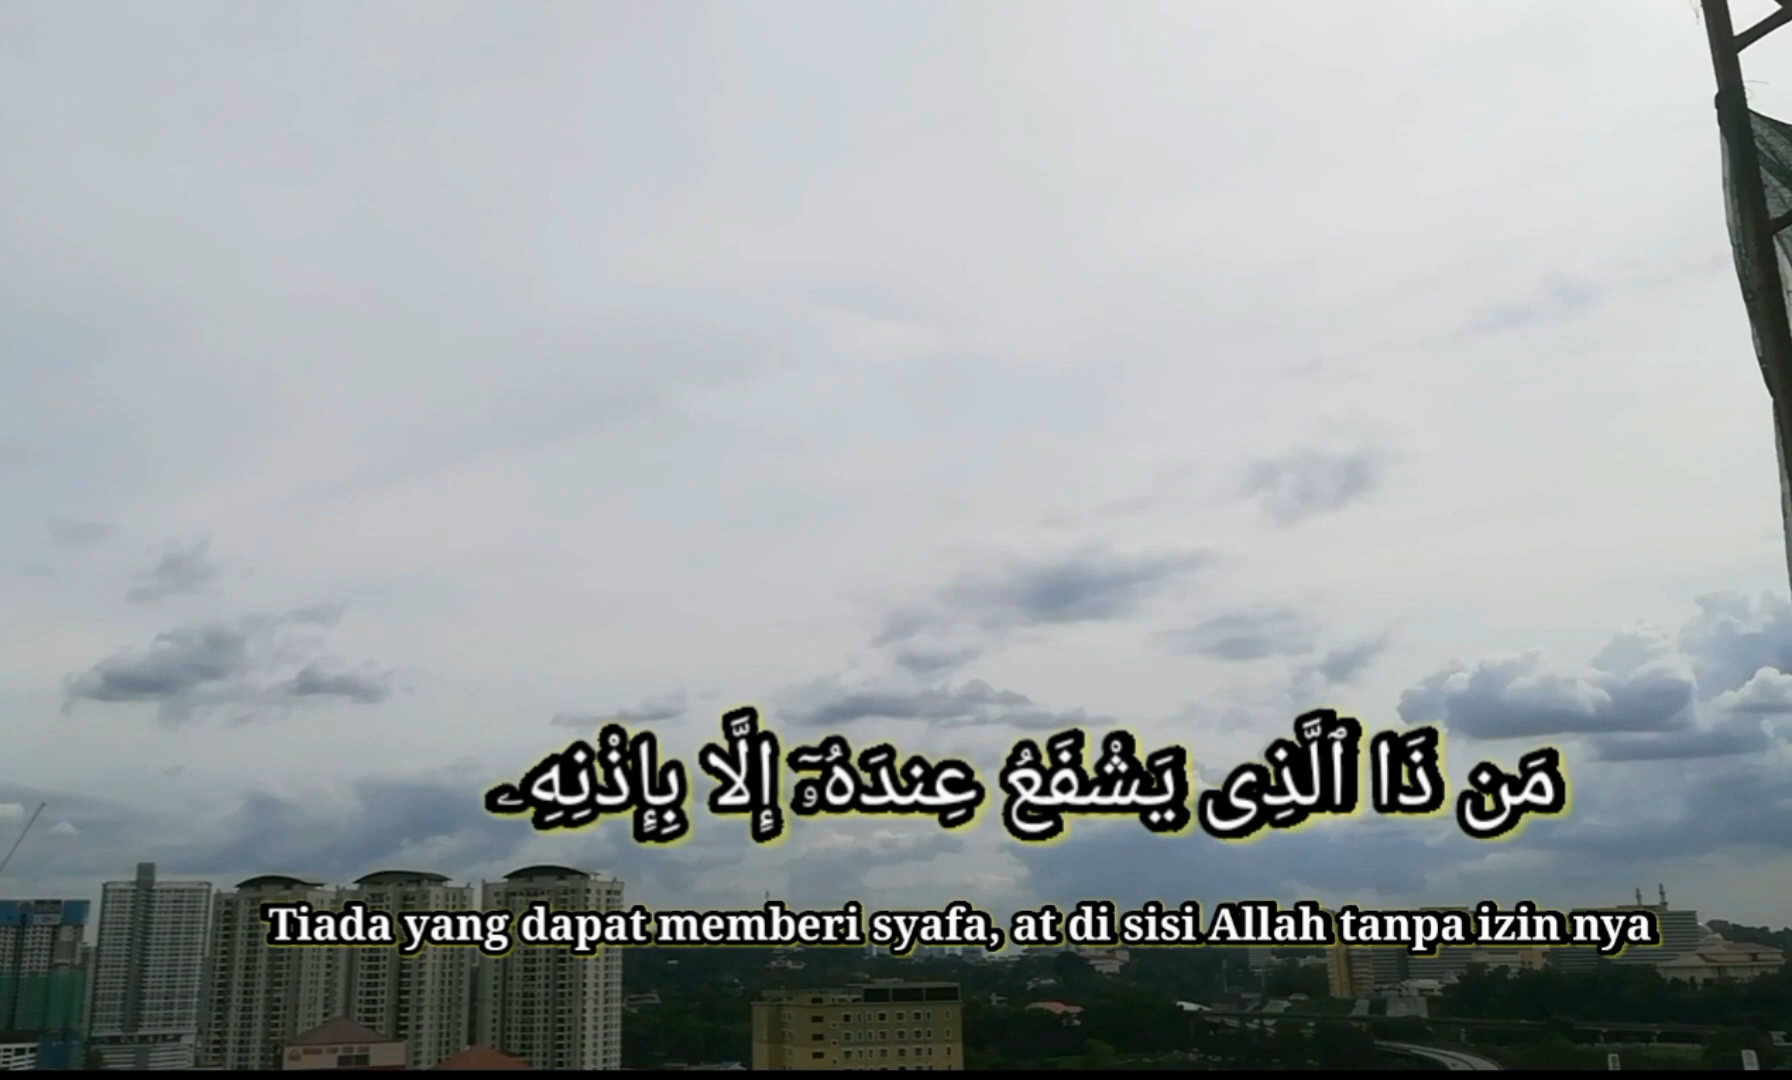 مَن ذَا ٱلَّذِى يَشْفَعُ عِندَهُۥٓ إِلَّا بِإِذْنِهِۦ
Tiada yang dapat memberi syafa, at di sisi Allah tanpa izin nya